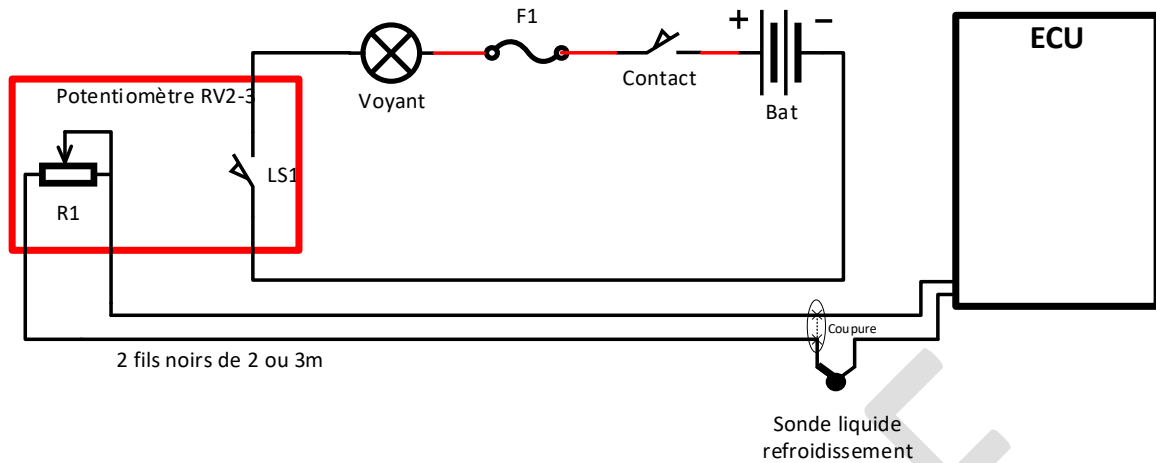 F1
+
−
ECU
Potentiomètre RV2-3
Voyant
Contact
Bat
LS1
R1
Coupure
2 fils noirs de 2 ou 3m
Sonde liquide
refroidissement